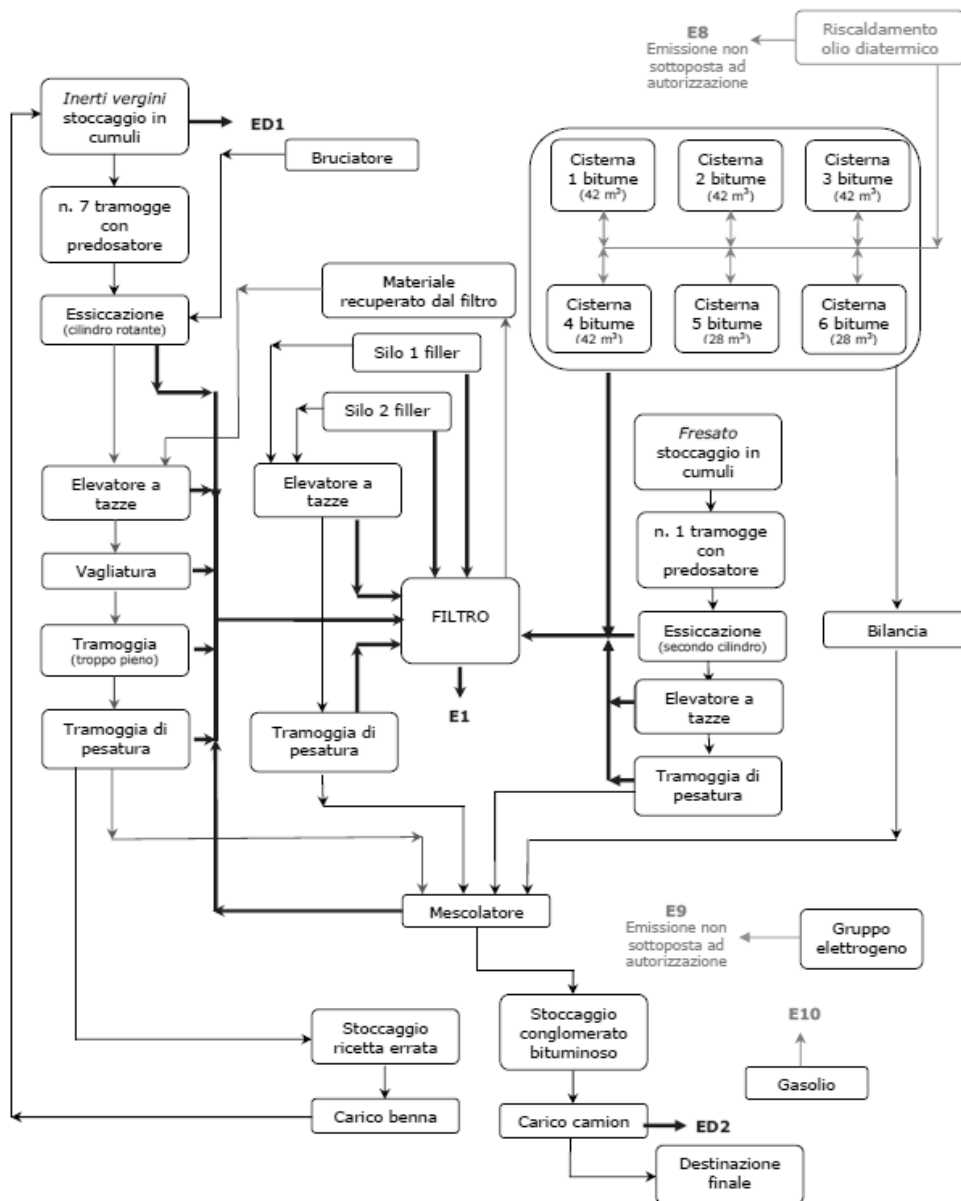 E8
Emissione non
sottoposta ad
autorizzazione
Riscaldamento
olio diatermico
Inerti vergini
stoccaggio in
cumuli
ED1
Bruciatore
Cisterna
1 bitume
(42 m³)
Cisterna
2 bitume
(42 m³)
Cisterna
3 bitume
(42 m³)
n. 7 tramogge
con
predosatore
Materiale
recuperato dal filtro
Essiccazione
(cilindro rotante)
Cisterna
4 bitume
(42 m³)
Cisterna
5 bitume
(28 m³)
Cisterna
6 bitume
(28 m³)
Silo 1 filler
Silo 2 filler
Fresato
stoccaggio in
cumuli
Elevatore a
tazze
Elevatore a
tazze
n. 1 tramogge
con
predosatore
Vagliatura
FILTRO
Tramoggia
(troppo pieno)
Essiccazione
(secondo cilindro)
Bilancia
E1
Elevatore a
tazze
Tramoggia di
pesatura
Tramoggia di
pesatura
Tramoggia di
pesatura
Mescolatore
E9
Emissione non
sottoposta ad
autorizzazione
Gruppo
elettrogeno
Stoccaggio
ricetta errata
Stoccaggio
conglomerato
bituminoso
E10
Gasolio
Carico benna
Carico camion
ED2
Destinazione
finale